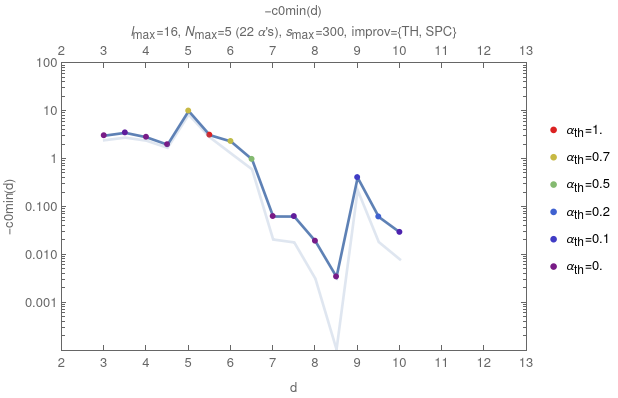 −c0min(d)
lmax=16, Nmax=5 (22 α's), smax=300, improv={TH, SPC}
2 3 4 5 6 7 8 9 10 11 12 13
100
10
1
0.100
0.010
0.001
−c0min(d)
2 3 4 5 6 7 8 9 10 11 12 13
d
αth=1.
αth=0.7
αth=0.5
αth=0.2
αth=0.1
αth=0.